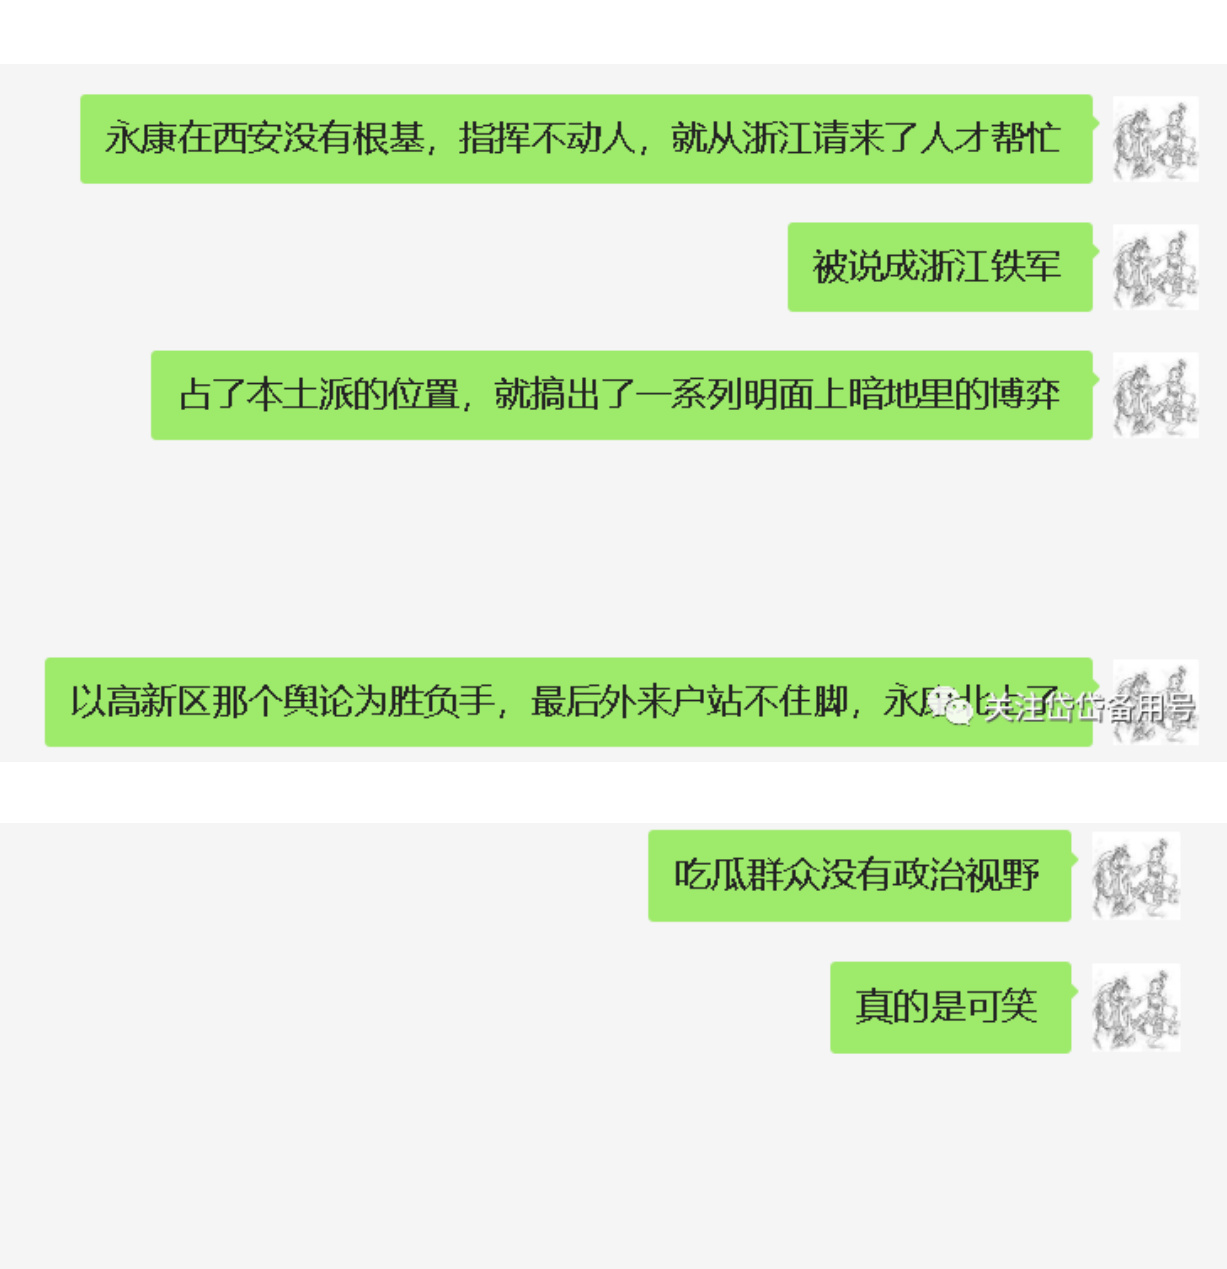 永康在西安没有根基，指挥不动人，就从浙江请来了人才帮忙
被说成浙江铁军
占了本土派的位置，就搞出了一系列明面上暗地里的博弈
以高新区那个舆论为胜负手，最后外来户站不住脚，永康北上了
关注岱岱备用号
吃瓜群众没有政治视野
真的是可笑